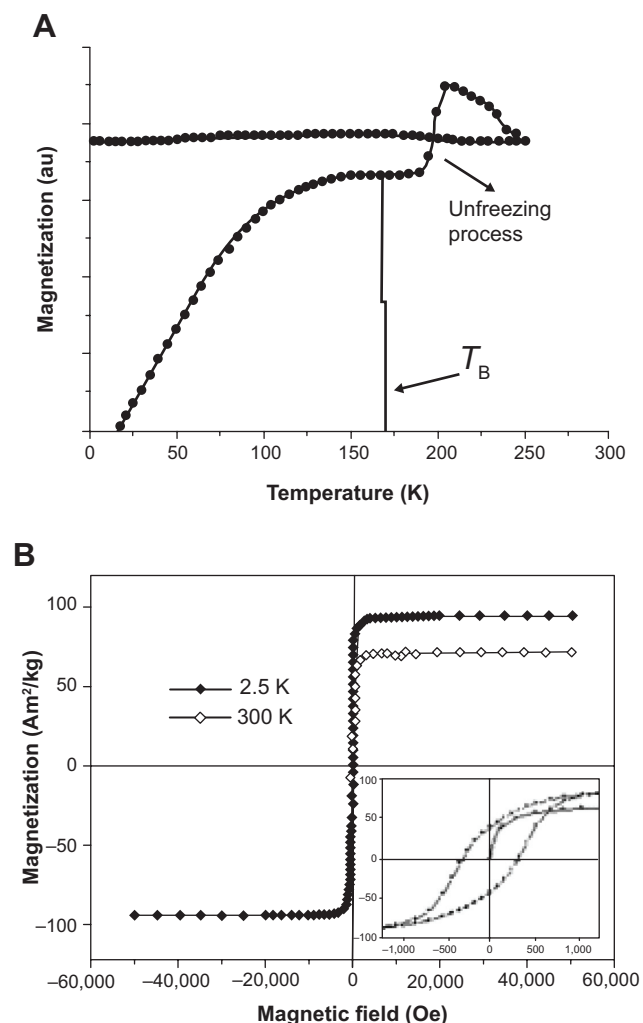 A
Magnetization (au)
Unfreezing
process
TB
0 50 100 150 200 250 300
Temperature (K)
B
Magnetization (Am²/kg)
100
50
0
−50
−100
2.5 K
300 K
100
50
0
−50
−100
−1,000 −500 0 500 1,000
−60,000 −40,000 −20,000 0 20,000 40,000 60,000
Magnetic field (Oe)